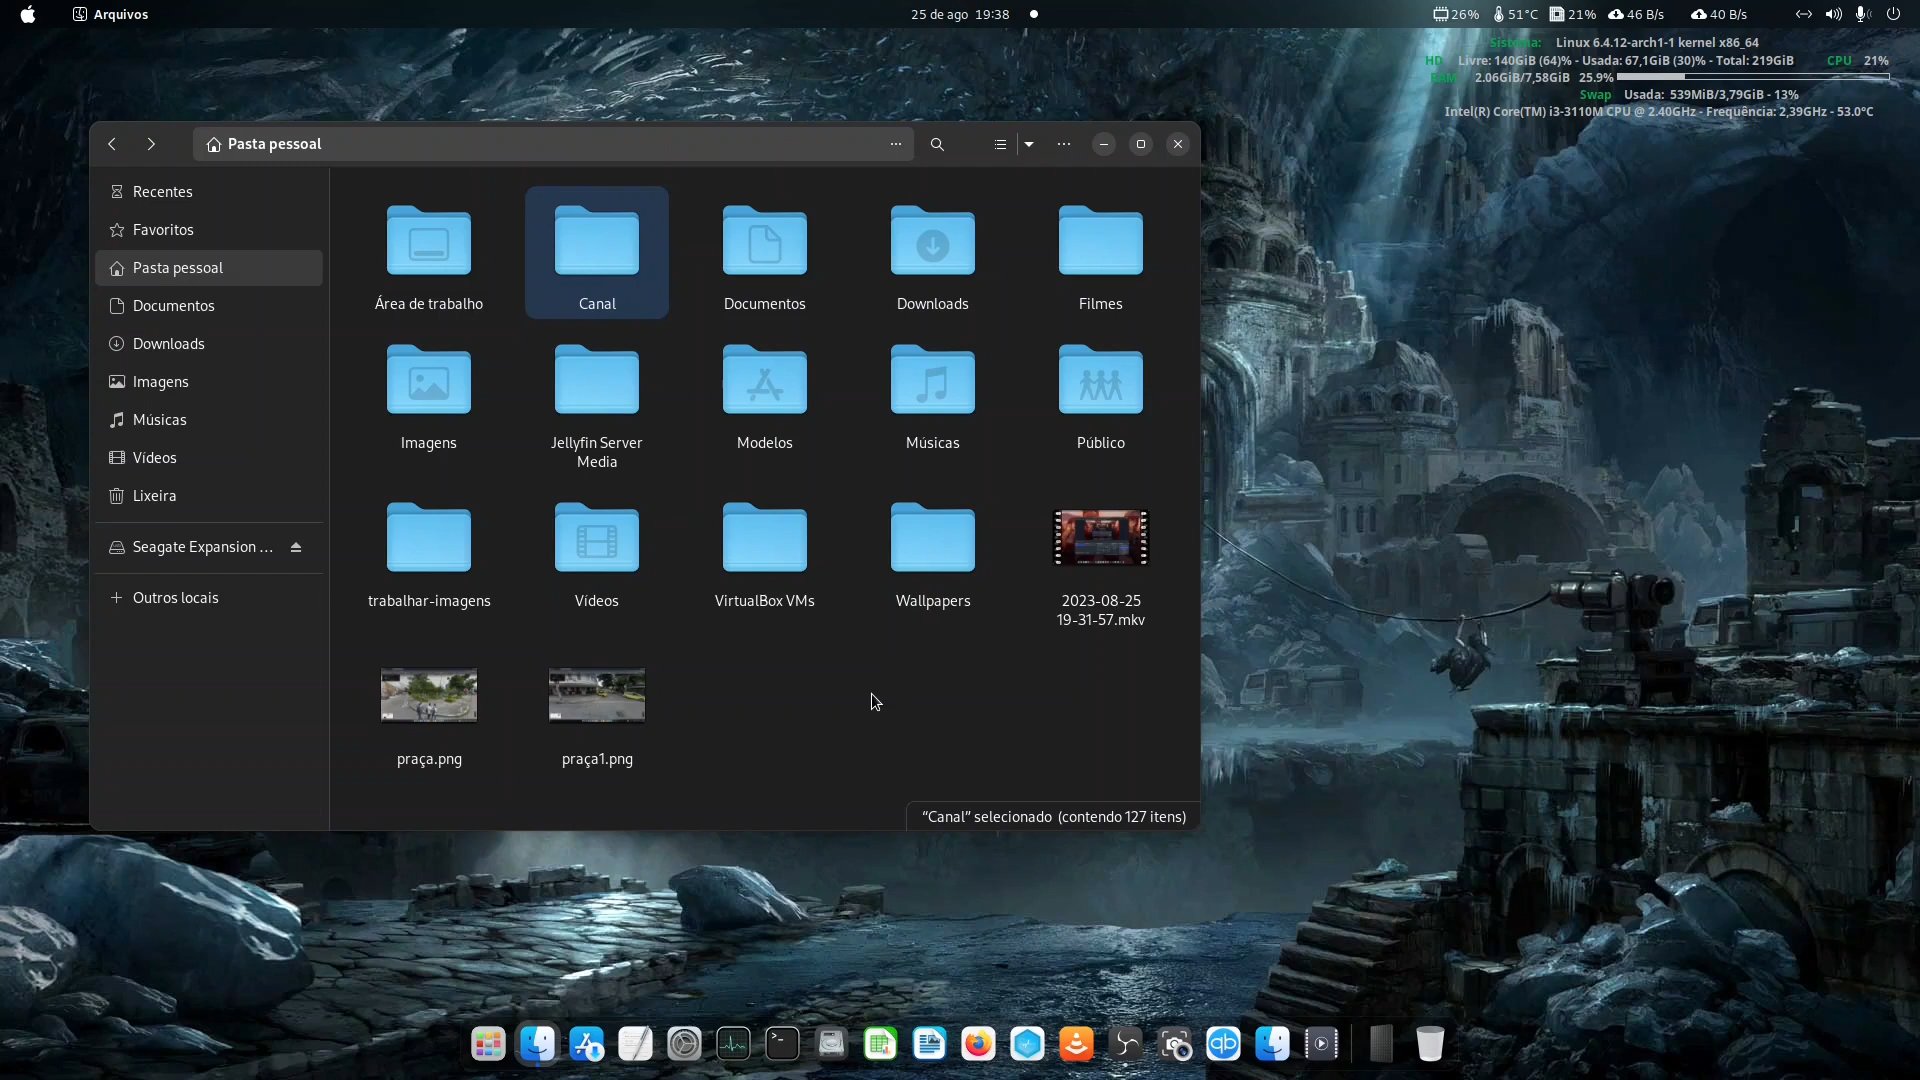 Arquivos
25 de ago 19:38
26% 51°C 21% 46 B/s 40 B/s
Sistema: Linux 6.4.12-arch1-1 kernel x86_64
HD Livre: 140GiB (64)% - Usada: 67,1GiB (30)% - Total: 219GiB CPU 21%
RAM 2.06GiB/7,58GiB 25.9%
Swap Usada: 539MiB/3,79GiB - 13%
Intel(R) Core(TM) i3-3110M CPU @ 2.40GHz - Frequência: 2,39GHz - 53.0°C
Pasta pessoal
Recentes
Favoritos
Pasta pessoal
Documentos
Downloads
Imagens
Músicas
Vídeos
Lixeira
Seagate Expansion ...
Outros locais
Área de trabalho
Canal
Documentos
Downloads
Filmes
Imagens
Jellyfin Server
Media
Modelos
Músicas
Público
trabalhar-imagens
Vídeos
VirtualBox VMs
Wallpapers
2023-08-25
19-31-57.mkv
praça.png
praça1.png
"Canal" selecionado (contendo 127 itens)
qb